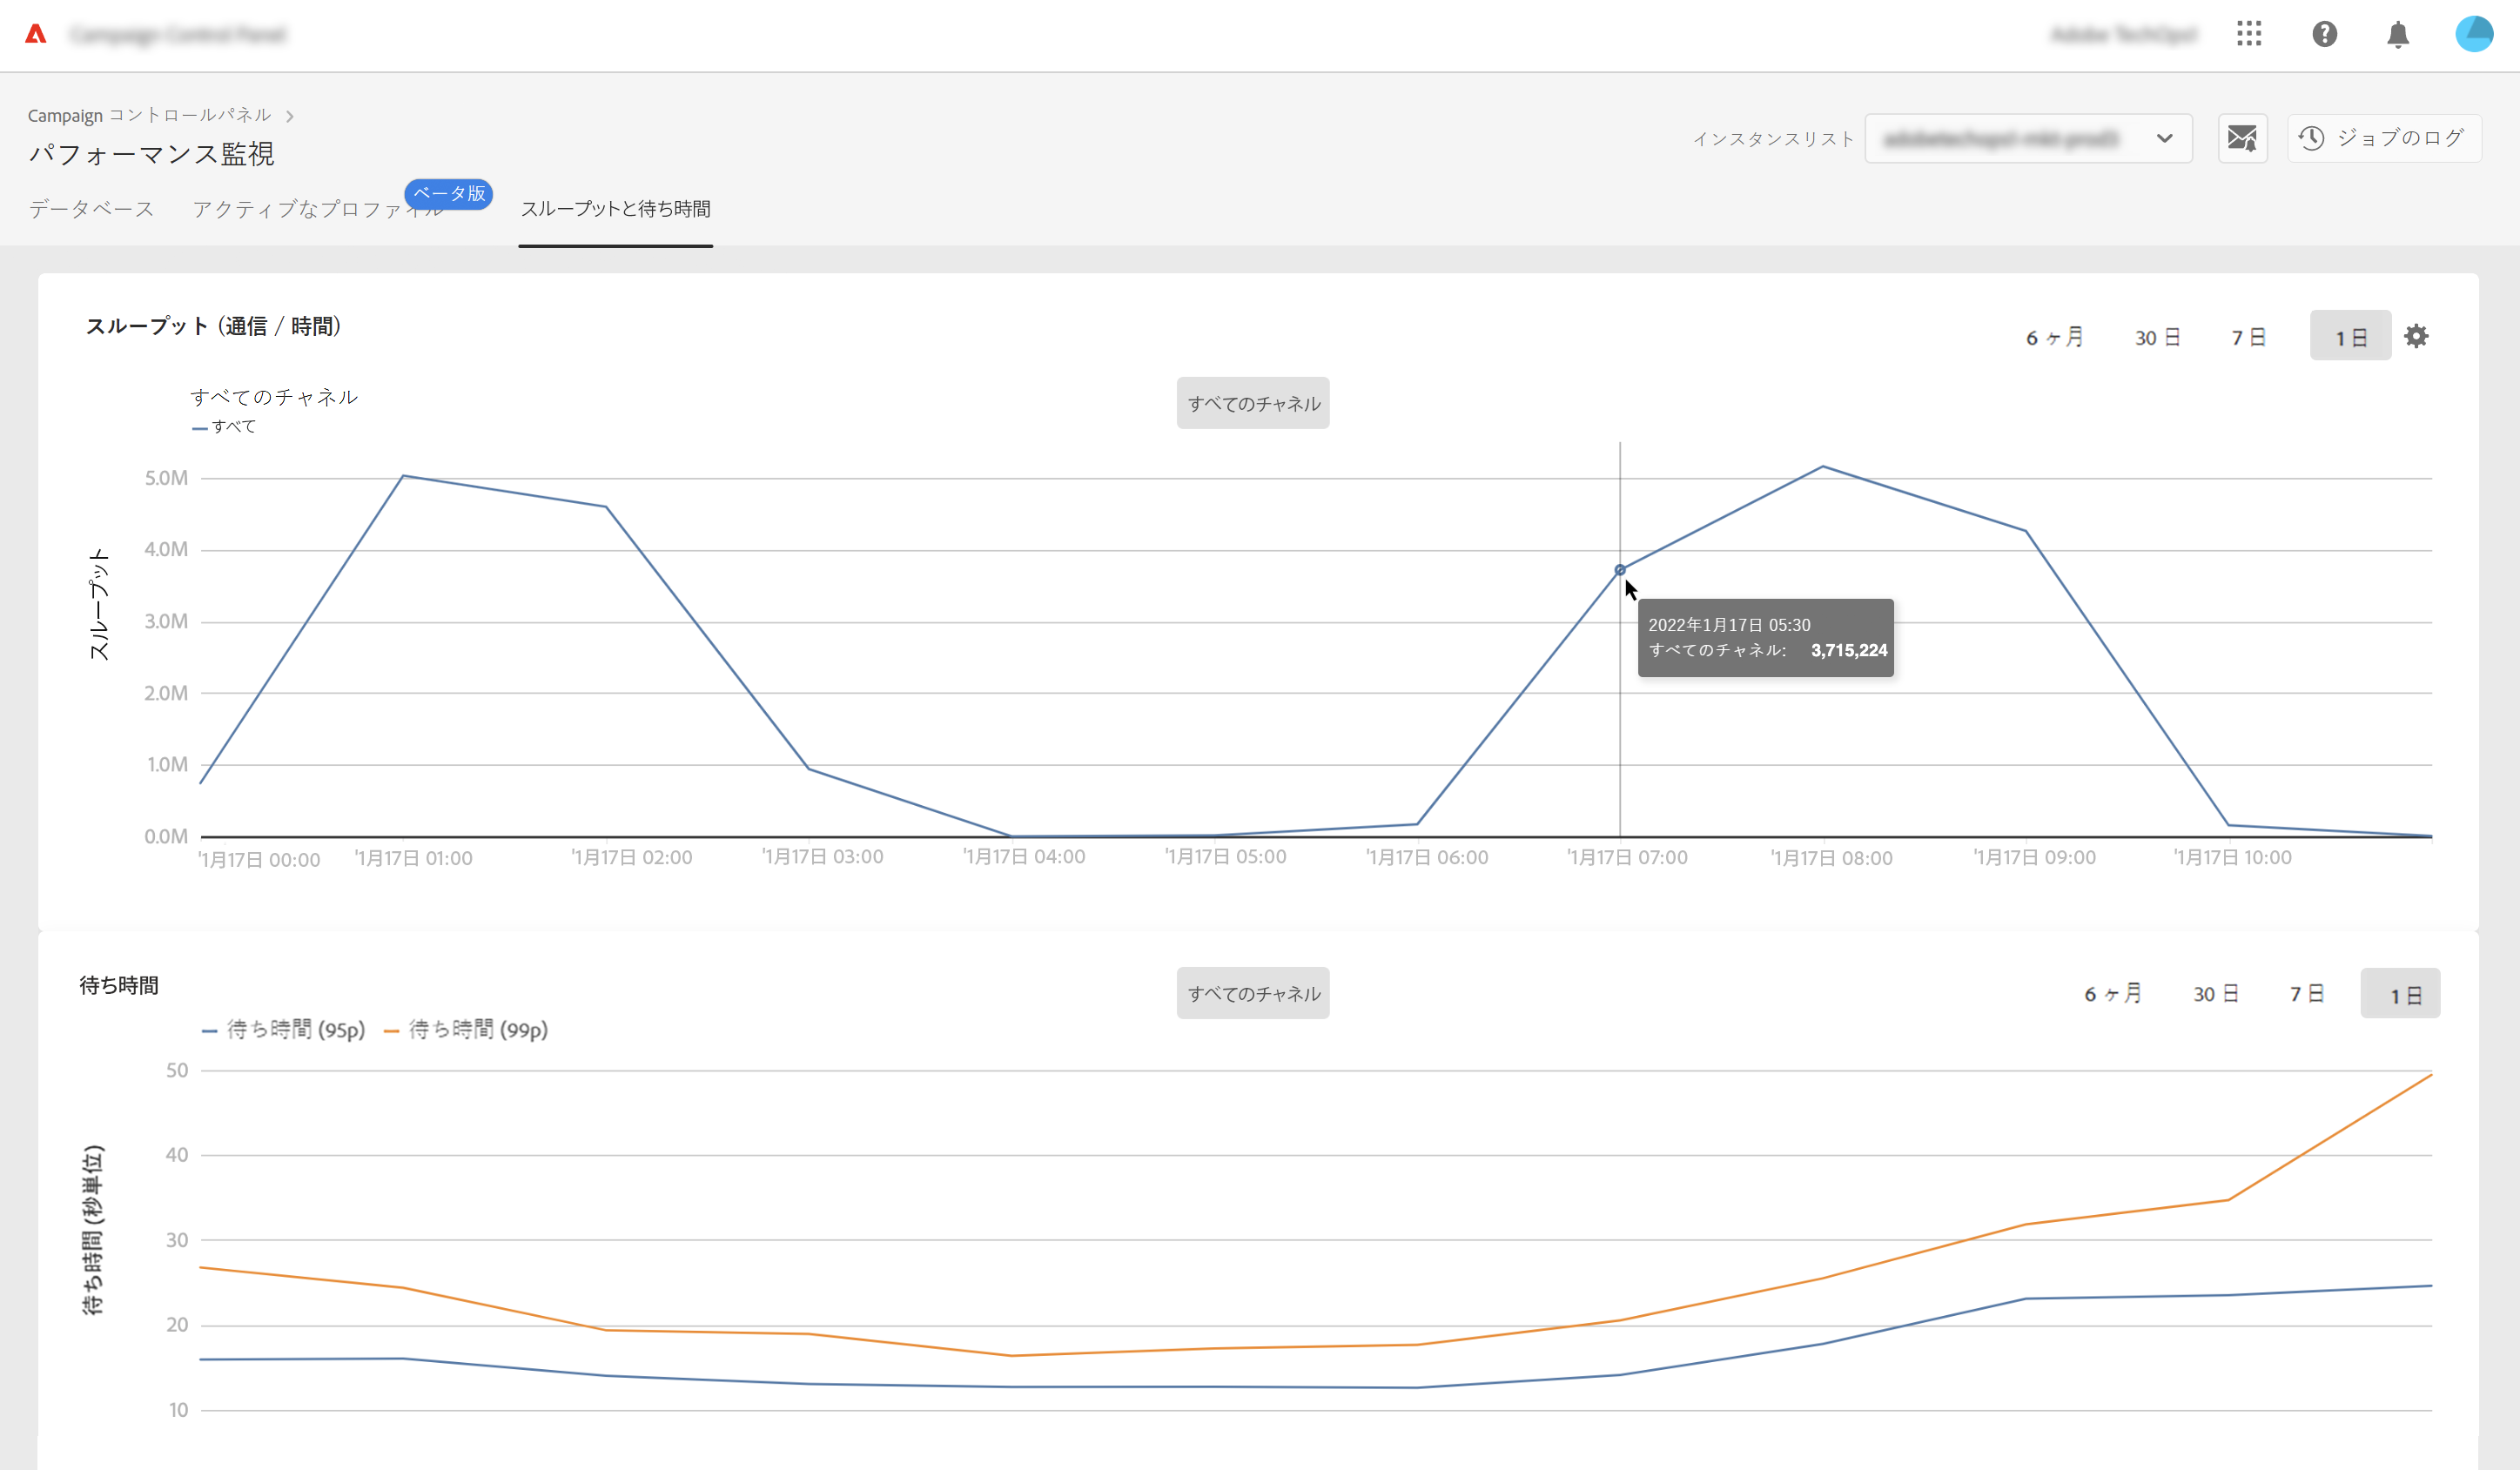 Campaign コントロールパネル
パフォーマンス監視
インスタンスリスト
ジョブのログ
データベース
アクティブなプロファイル
ベータ版
スループットと待ち時間
スループット (通信 / 時間)
6 ヶ月 30 日 7 日 1 日
すべてのチャネル
すべてのチャネル
すべて
スループット
5.0M
4.0M
3.0M
2.0M
1.0M
0.0M
2022年1月17日 05:30
すべてのチャネル: 3,715,224
'1月17日 00:00 '1月17日 01:00 '1月17日 02:00 '1月17日 03:00 '1月17日 04:00 '1月17日 05:00 '1月17日 06:00 '1月17日 07:00 '1月17日 08:00 '1月17日 09:00 '1月17日 10:00
待ち時間
すべてのチャネル
6 ヶ月 30 日 7 日 1 日
待ち時間 (95p) 待ち時間 (99p)
待ち時間 (秒単位)
50
40
30
20
10